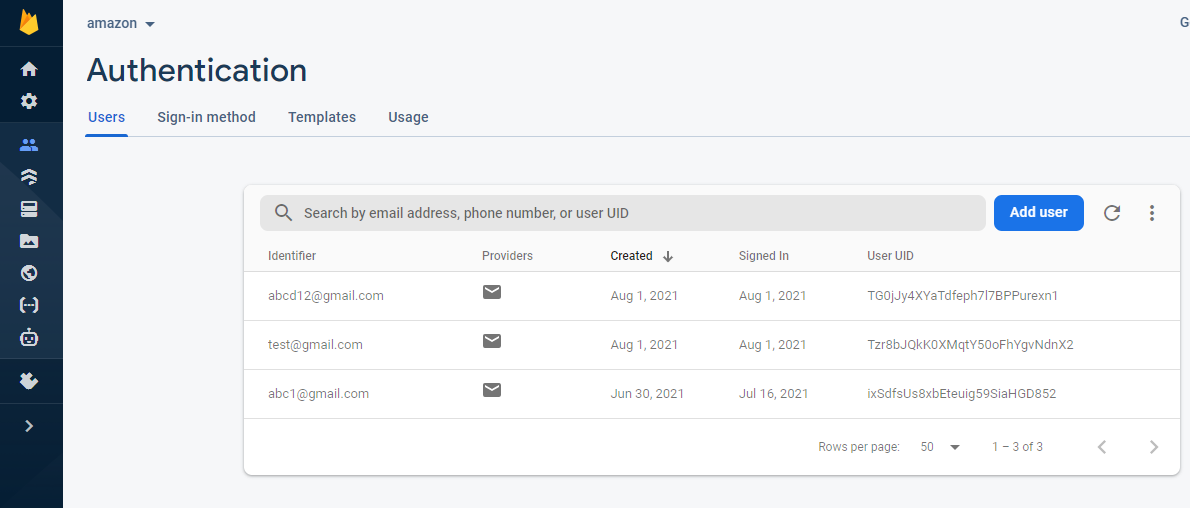 amazon
G
Authentication
Users Sign-in method Templates Usage
Search by email address, phone number, or user UID Add user
Identifier Providers Created Signed In User UID
abcd12@gmail.com Aug 1, 2021 Aug 1, 2021 TG0jJy4XYaTdfeph7l7BPPurexn1
test@gmail.com Aug 1, 2021 Aug 1, 2021 Tzr8bJQkK0XMqtY50oFhYgvNdnX2
abc1@gmail.com Jun 30, 2021 Jul 16, 2021 ixSdfsUs8xbEteuig59SiaHGD852
Rows per page: 50 1 – 3 of 3